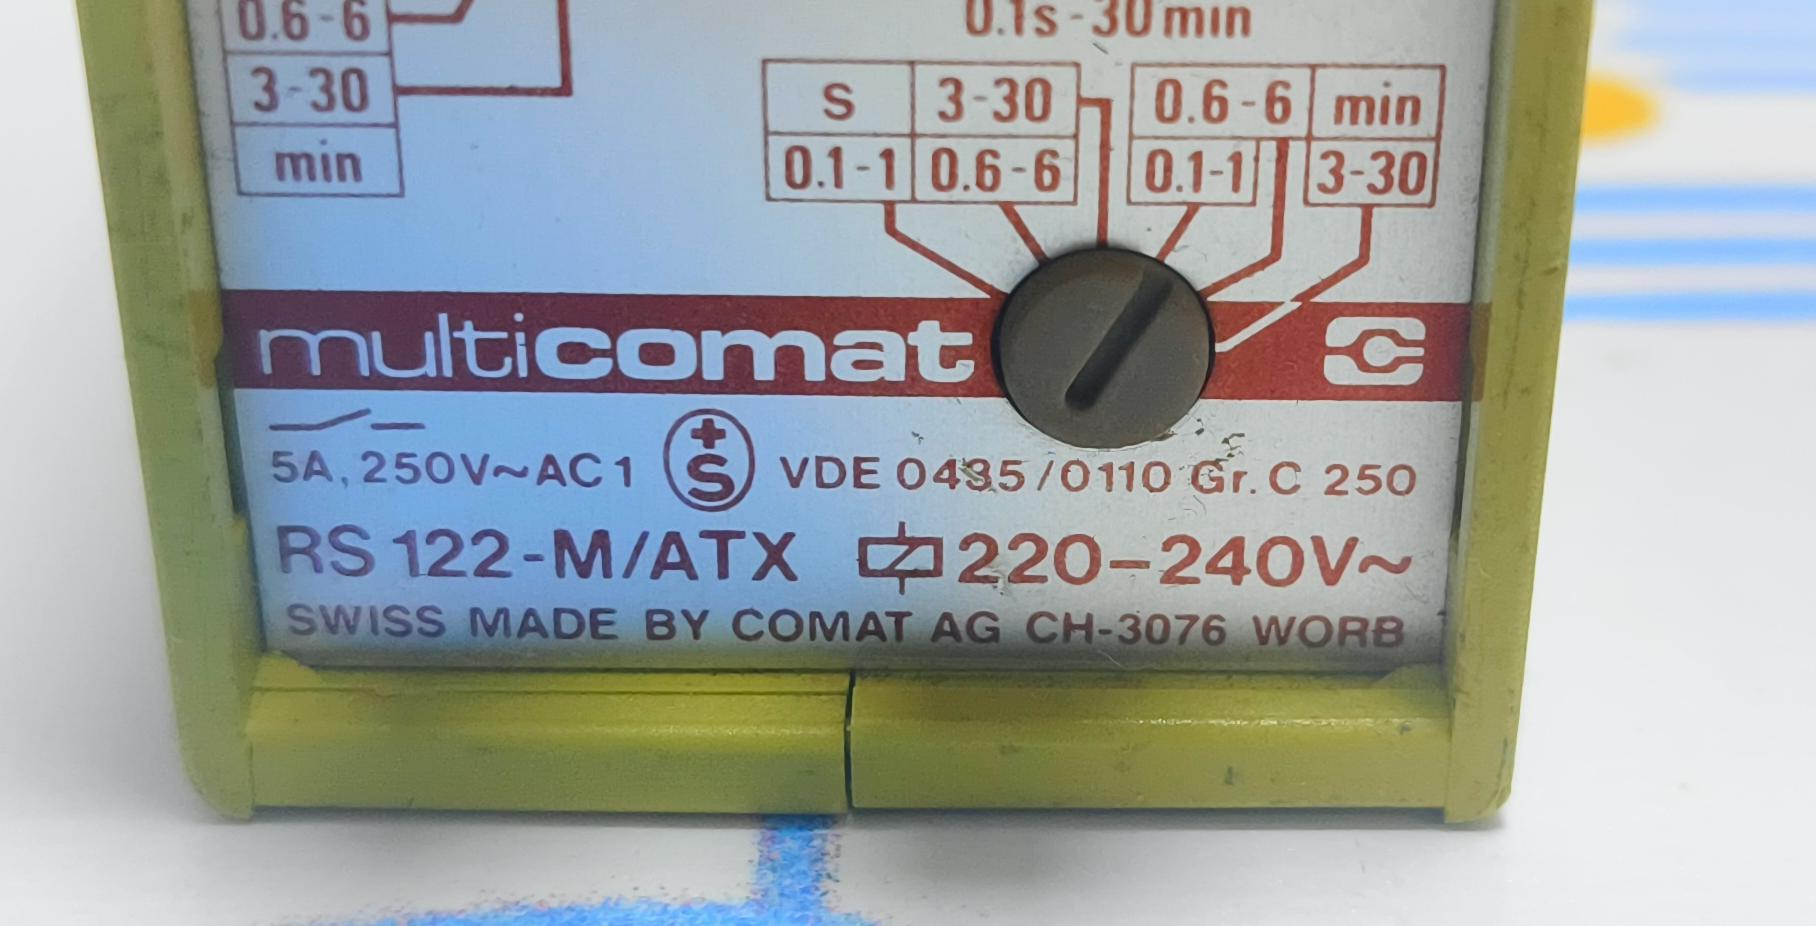 0.6-6
3-30
min
0.1s-30min
S 3-30 0.6-6 min
0.1-1 0.6-6 0.1-1 3-30
multicomat
5A, 250V~AC1 +S VDE 0435/0110 Gr. C 250
RS 122-M/ATX 220-240V~
SWISS MADE BY COMAT AG CH-3076 WORB